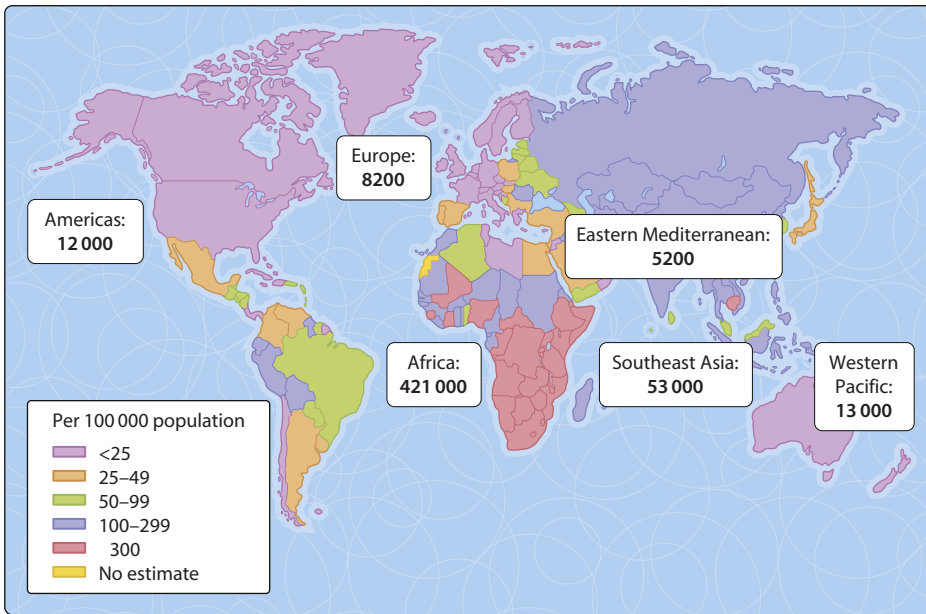 Europe:
8200
Americas:
12 000
Eastern Mediterranean:
5200
Africa:
421 000
Southeast Asia:
53 000
Western
Pacific:
13 000
Per 100 000 population
<25
25–49
50–99
100–299
300
No estimate